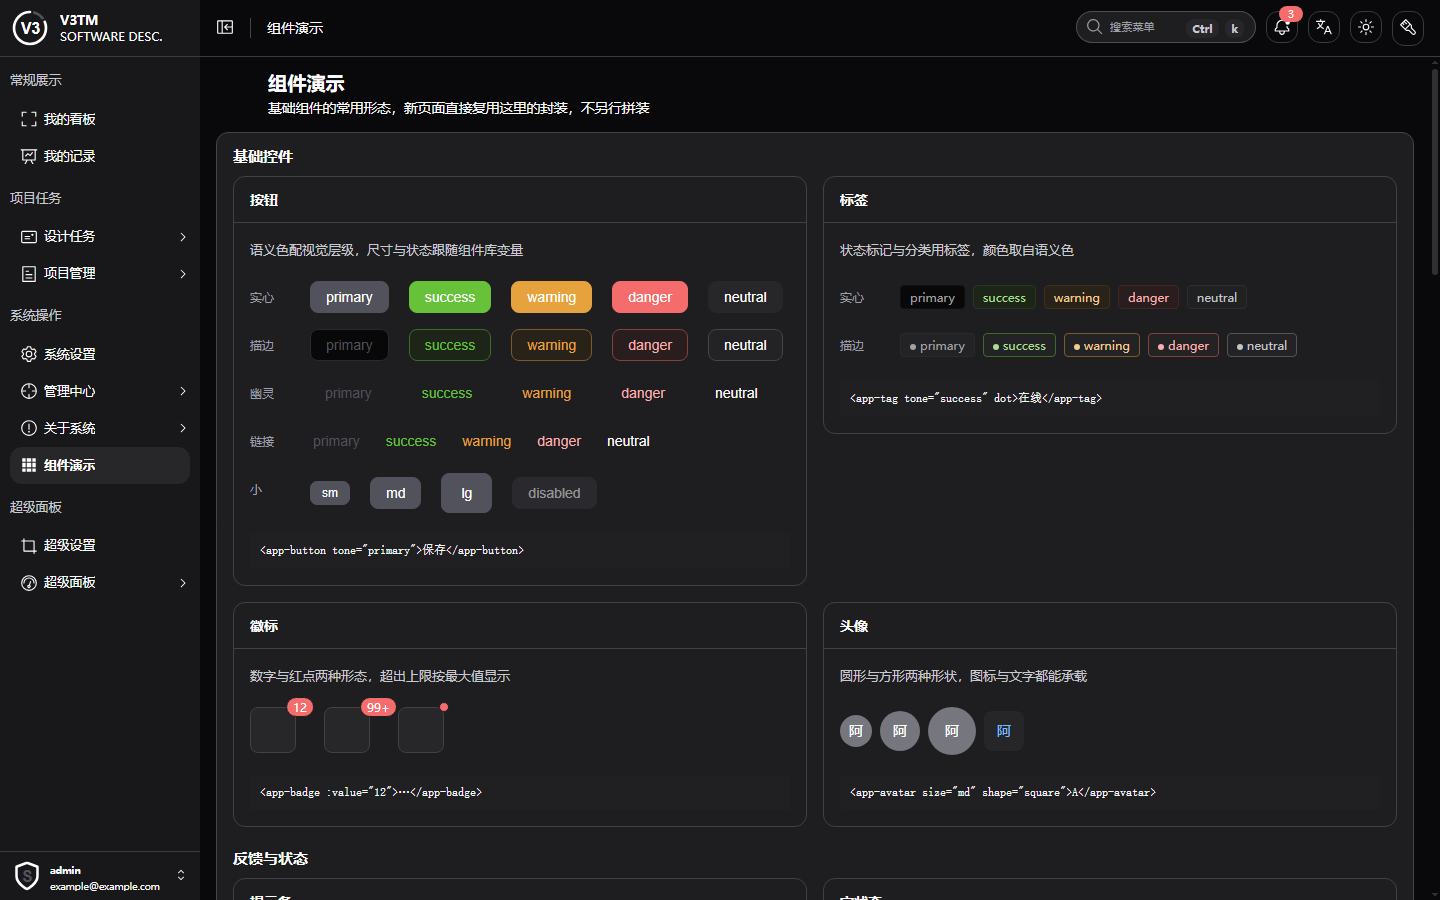 V3
V3TM
SOFTWARE DESC.
组件演示
搜索菜单
Ctrl
k
3
常规展示
我的看板
我的记录
项目任务
设计任务
项目管理
系统操作
系统设置
管理中心
关于系统
组件演示
超级面板
超级设置
超级面板
S
admin
example@example.com
组件演示
基础组件的常用形态，新页面直接复用这里的封装，不另行拼装
基础控件
按钮
语义色配视觉层级，尺寸与状态跟随组件库变量
实心 primary success warning danger neutral
描边 primary success warning danger neutral
幽灵 primary success warning danger neutral
链接 primary success warning danger neutral
小 sm md lg disabled
<app-button tone="primary">保存</app-button>
标签
状态标记与分类用标签，颜色取自语义色
实心 primary success warning danger neutral
描边 primary success warning danger neutral
<app-tag tone="success" dot>在线</app-tag>
徽标
数字与红点两种形态，超出上限按最大值显示
12 99+
<app-badge :value="12">…</app-badge>
头像
圆形与方形两种形状，图标与文字都能承载
阿 阿 阿 阿
<app-avatar size="md" shape="square">A</app-avatar>
反馈与状态